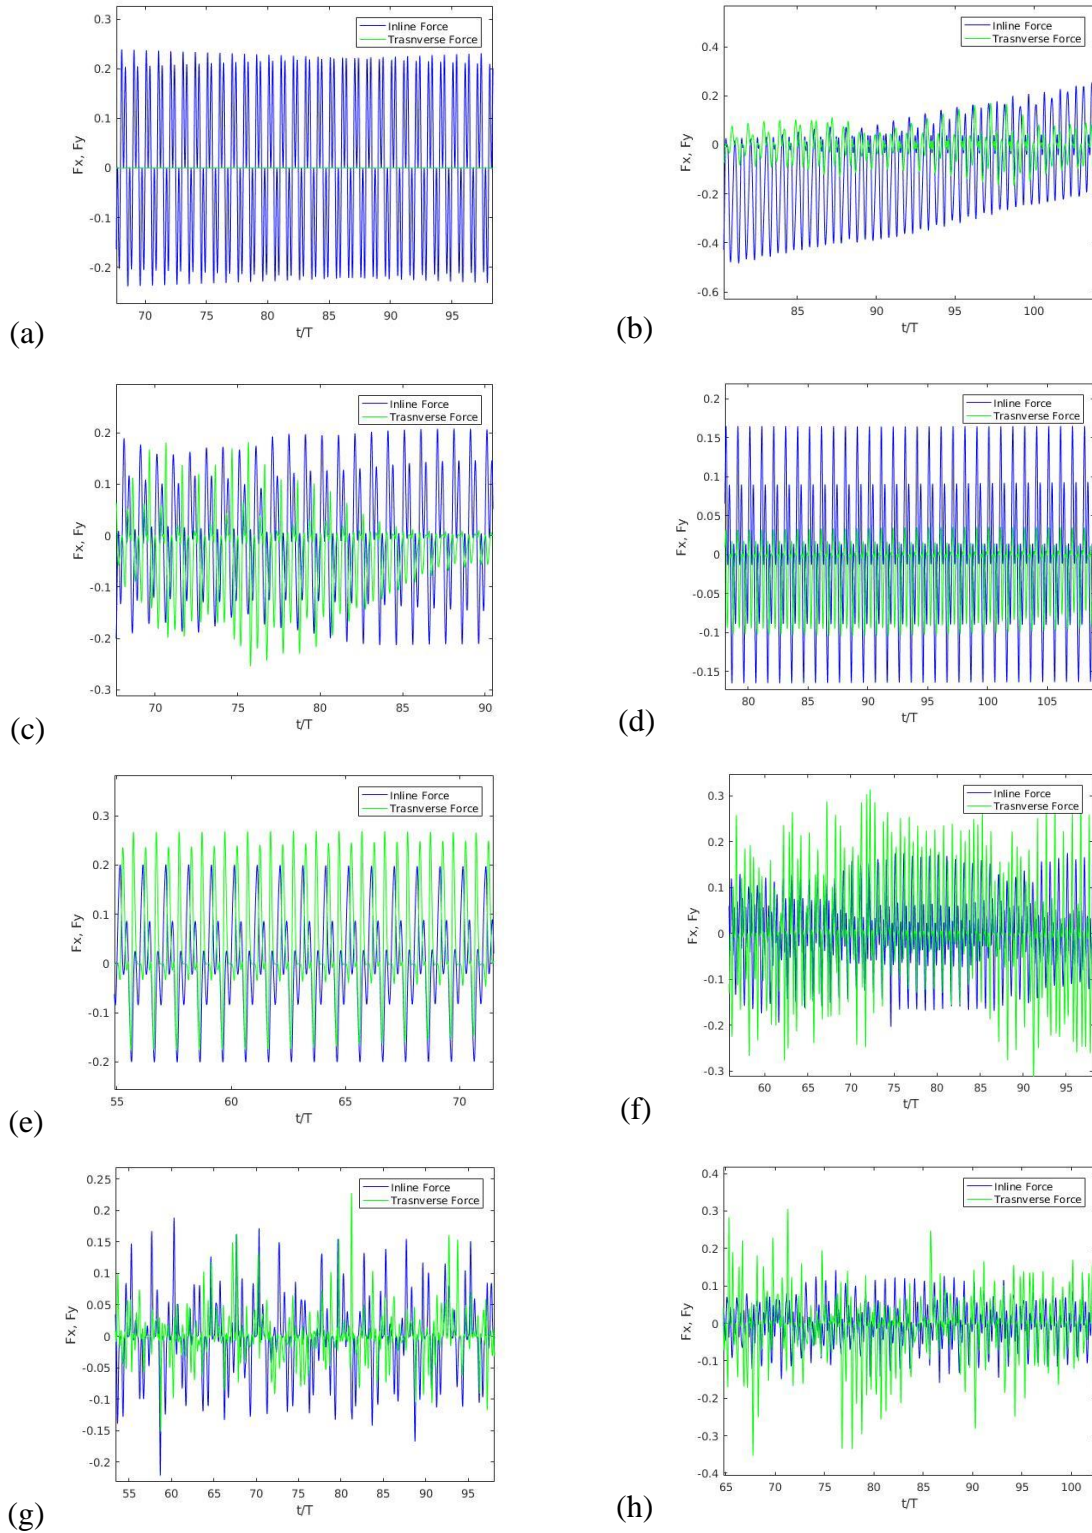 Inline Force
Trasnverse Force
0.3
0.2
0.1
0
-0.1
-0.2
Fx, Fy
70 75 80 85 90 95
t/T
(a)
Inline Force
Trasnverse Force
0.4
0.2
0
-0.2
-0.4
-0.6
Fx, Fy
85 90 95 100
t/T
(b)
Inline Force
Trasnverse Force
0.2
0.1
0
-0.1
-0.2
-0.3
Fx, Fy
70 75 80 85 90
t/T
(c)
Inline Force
Trasnverse Force
0.2
0.15
0.1
0.05
0
-0.05
-0.1
-0.15
Fx, Fy
80 85 90 95 100 105
t/T
(d)
Inline Force
Trasnverse Force
0.3
0.2
0.1
0
-0.1
-0.2
Fx, Fy
55 60 65 70
t/T
(e)
Inline Force
Trasnverse Force
0.3
0.2
0.1
0
-0.1
-0.2
-0.3
Fx, Fy
60 65 70 75 80 85 90 95
t/T
(f)
Inline Force
Trasnverse Force
0.25
0.2
0.15
0.1
0.05
0
-0.05
-0.1
-0.15
-0.2
Fx, Fy
55 60 65 70 75 80 85 90 95
t/T
(g)
Inline Force
Trasnverse Force
0.4
0.3
0.2
0.1
0
-0.1
-0.2
-0.3
-0.4
Fx, Fy
65 70 75 80 85 90 95 100
t/T
(h)